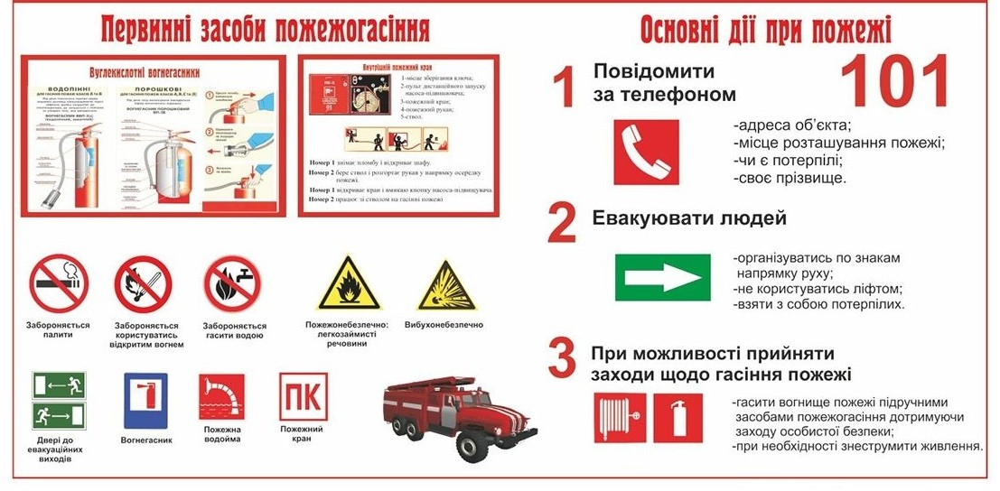 Первинні засоби пожежогасіння
Вуглекислотні вогнегасники
ВОДОПІННІ
ПОРОШКОВІ
Внутрішній пожежний кран
1-місце зберігання ключа;
2-пульт дистанційного запуску
насоса-підвищювача;
3-пожежний кран;
4-пожежний рукав;
5-ствол.
Номер 1 знімає пломбу і відкриває шафу.
Номер 2 бере ствол і розгортає рукав у напрямку осередку
пожежі.
Номер 1 відкриває кран і вмикаю кнопку насоса-підвищувача
Номер 2 працює зі стволом на гасінні пожежі
Забороняється
палити
Забороняється
користуватись
відкритим вогнем
Забороняється
гасити водою
Пожежонебезпечно:
легкозаймисті
речовини
Вибухонебезпечно
Двері до
евакуаційних
виходів
Вогнегасник
Пожежна
водойма
ПК
Пожежний
кран
Основні дії при пожежі
1 Повідомити
за телефоном
101
-адреса об’єкта;
-місце розташування пожежі;
-чи є потерпілі;
-своє прізвище.
2 Евакуювати людей
-організуватись по знакам
напрямку руху;
-не користуватись ліфтом;
-взяти з собою потерпілих.
3 При можливості прийняти
заходи щодо гасіння пожежі
-гасити вогнище пожежі підручними
засобами пожежогасіння дотримуючи
заходу особистої безпеки;
-при необхідності знеструмити живлення.